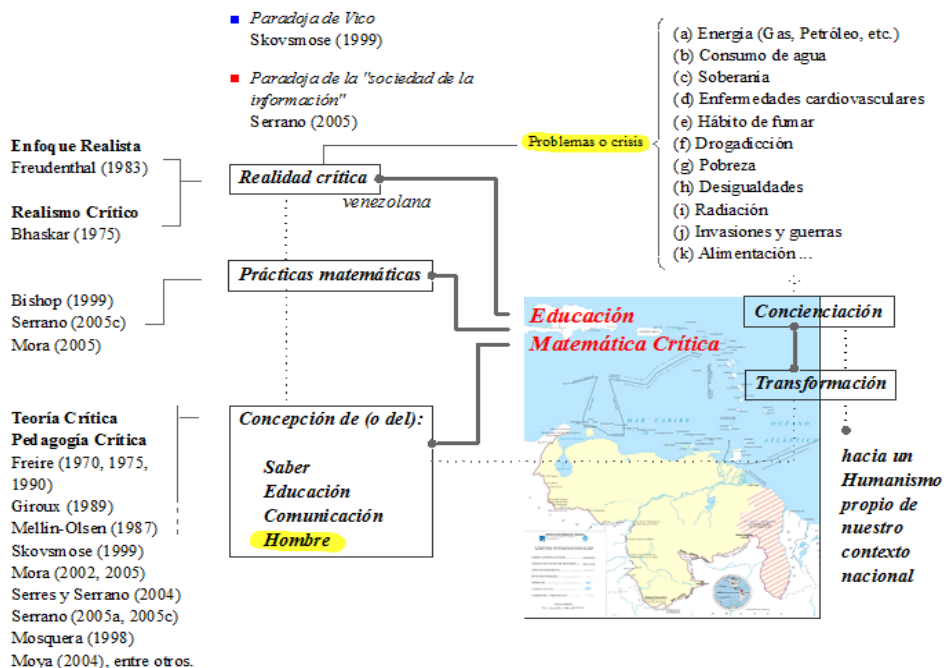 Paradoja de Vico
Skovsmose (1999)
Paradoja de la "sociedad de la
información"
Serrano (2005)
Problemas o crisis
(a) Energía (Gas, Petróleo, etc.)
(b) Consumo de agua
(c) Soberanía
(d) Enfermedades cardiovasculares
(e) Hábito de fumar
(f) Drogadicción
(g) Pobreza
(h) Desigualdades
(i) Radiación
(j) Invasiones y guerras
(k) Alimentación ...
Enfoque Realista
Freudenthal (1983)
Realismo Crítico
Bhaskar (1975)
Realidad crítica
venezolana
Prácticas matemáticas
Bishop (1999)
Serrano (2005c)
Mora (2005)
Educación
Matemática Crítica
Concienciación
Transformación
MAR CARIBE
OCÉANO
ATLÁNTICO
Teoría Crítica
Pedagogía Crítica
Freire (1970, 1975,
1990)
Giroux (1989)
Mellin-Olsen (1987)
Skovsmose (1999)
Mora (2002, 2005)
Serres y Serrano (2004)
Serrano (2005a, 2005c)
Mosquera (1998)
Moya (2004), entre otros.
Concepción de (o del):
Saber
Educación
Comunicación
Hombre
hacia un
Humanismo
propio de
nuestro
contexto
nacional